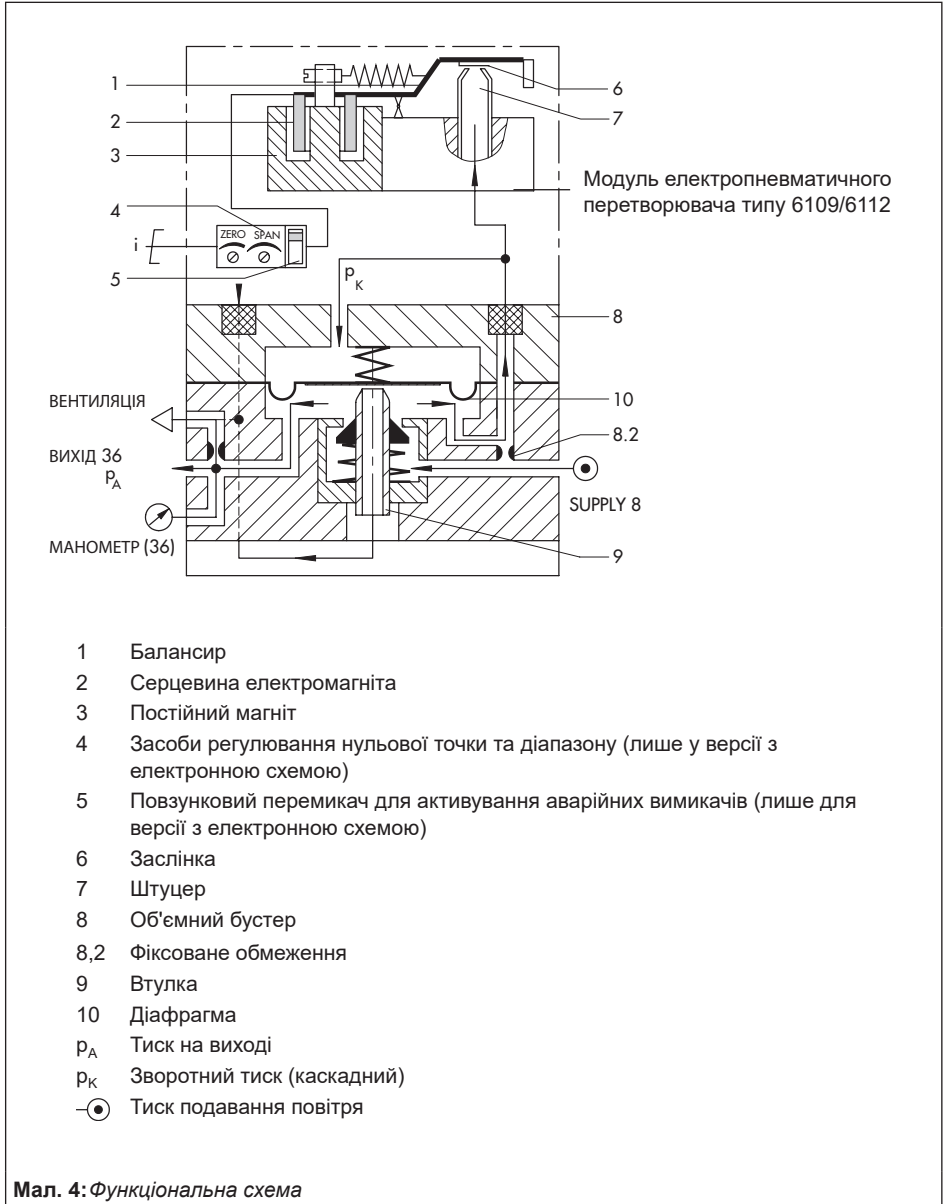 1
2
3
4
ZERO SPAN
i
5
6
7
Модуль електропневматичного
перетворювача типу 6109/6112
pK
8
ВЕНТИЛЯЦІЯ
10
8.2
ВИХІД 36
pA
SUPPLY 8
МАНОМЕТР (36)
9
1 Балансир
2 Серцевина електромагніта
3 Постійний магніт
4 Засоби регулювання нульової точки та діапазону (лише у версії з
електронною схемою)
5 Повзунковий перемикач для активування аварійних вимикачів (лише для
версії з електронною схемою)
6 Заслінка
7 Штуцер
8 Об'ємний бустер
8,2 Фіксоване обмеження
9 Втулка
10 Діафрагма
pA Тиск на виході
pK Зворотний тиск (каскадний)
Тиск подавання повітря
Мал. 4: Функціональна схема